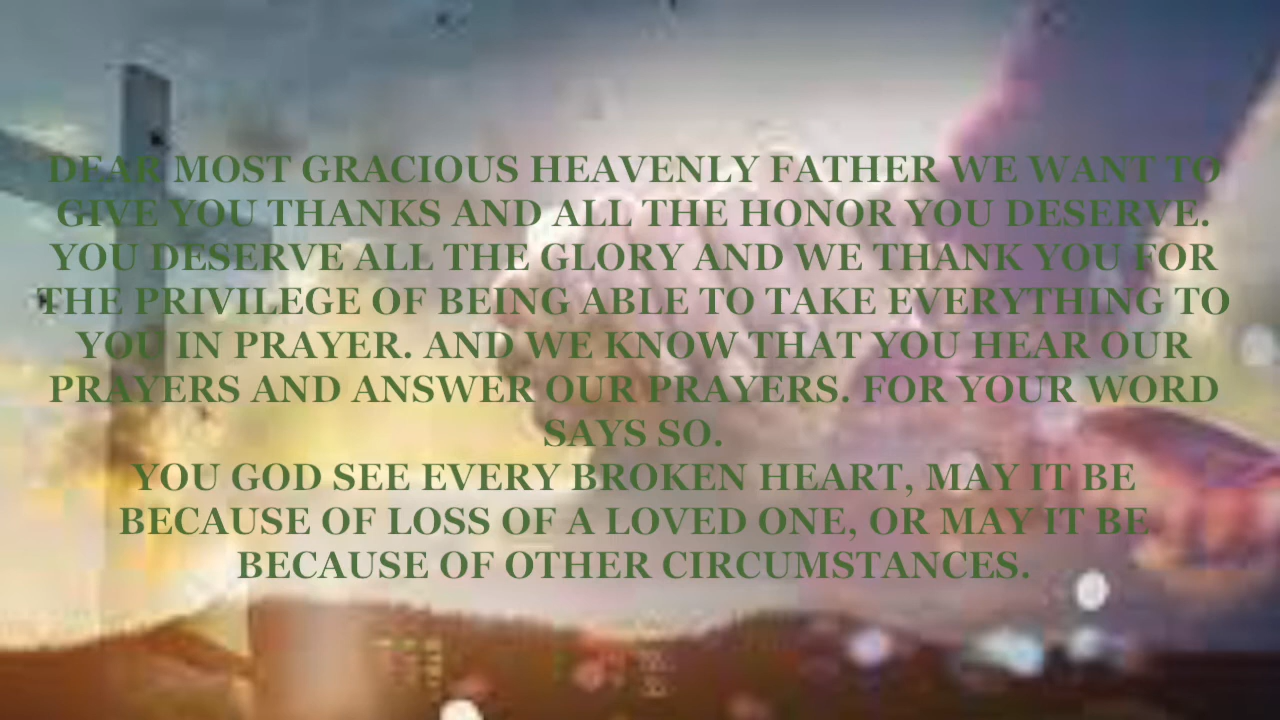 DEAR MOST GRACIOUS HEAVENLY FATHER WE WANT TO
GIVE YOU THANKS AND ALL THE HONOR YOU DESERVE.
YOU DESERVE ALL THE GLORY AND WE THANK YOU FOR
THE PRIVILEGE OF BEING ABLE TO TAKE EVERYTHING TO
YOU IN PRAYER. AND WE KNOW THAT YOU HEAR OUR
PRAYERS AND ANSWER OUR PRAYERS. FOR YOUR WORD
SAYS SO.
YOU GOD SEE EVERY BROKEN HEART, MAY IT BE
BECAUSE OF LOSS OF A LOVED ONE, OR MAY IT BE
BECAUSE OF OTHER CIRCUMSTANCES.